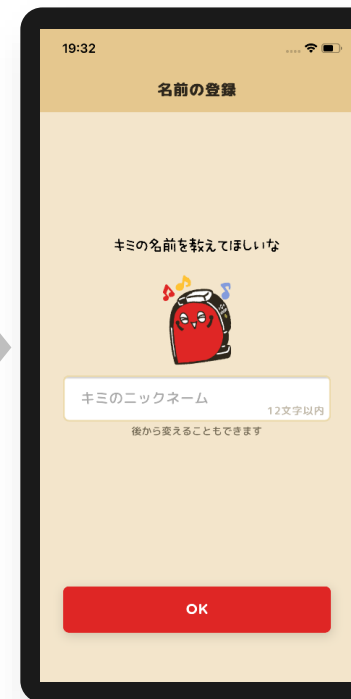 19:32
名前の登録
キミの名前を教えてほしいな
キミのニックネーム
12文字以内
後から変えることもできます
OK